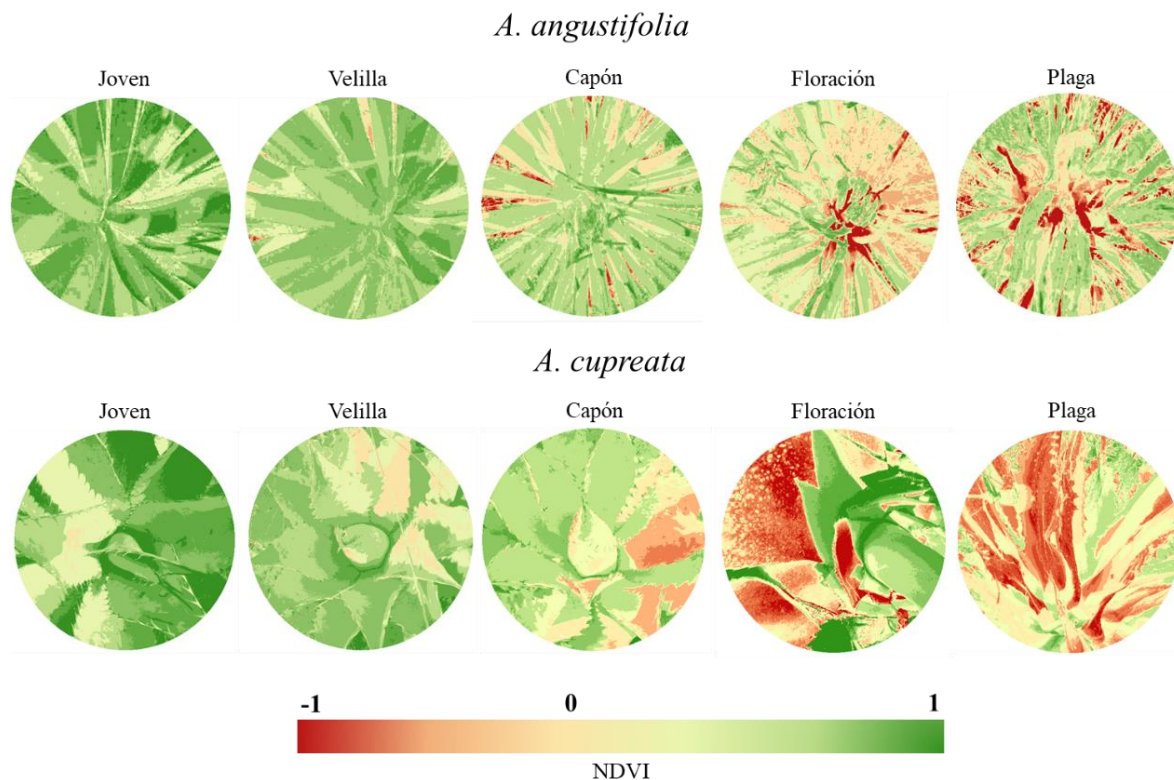 A. angustifolia
Joven Velilla Capón Floración Plaga
A. cupreata
Joven Velilla Capón Floración Plaga
-1 0 1
NDVI